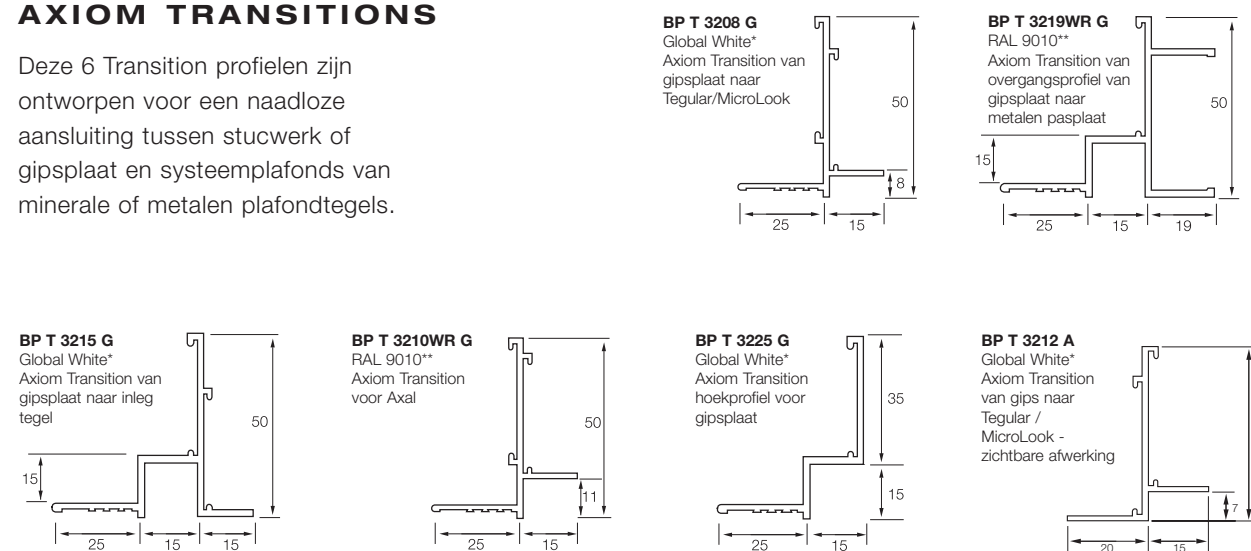 AXIOM TRANSITIONS
Deze 6 Transition profielen zijn
ontworpen voor een naadloze
aansluiting tussen stucwerk of
gipsplaat en systeemplafonds van
minerale of metalen plafondtegels.
BP T 3208 G
Global White*
Axiom Transition van
gipsplaat naar
Tegular/MicroLook
50
8
25
15
BP T 3219WR G
RAL 9010**
Axiom Transition van
overgangsprofiel van
gipsplaat naar
metalen pasplaat
50
15
25
15
19
BP T 3215 G
Global White*
Axiom Transition van
gipsplaat naar inleg
tegel
50
15
25
15
15
BP T 3210WR G
RAL 9010**
Axiom Transition
voor Axal
50
11
25
15
BP T 3225 G
Global White*
Axiom Transition
hoekprofiel voor
gipsplaat
35
15
25
15
BP T 3212 A
Global White*
Axiom Transition
van gips naar
Tegular /
MicroLook -
zichtbare afwerking
7
20
15